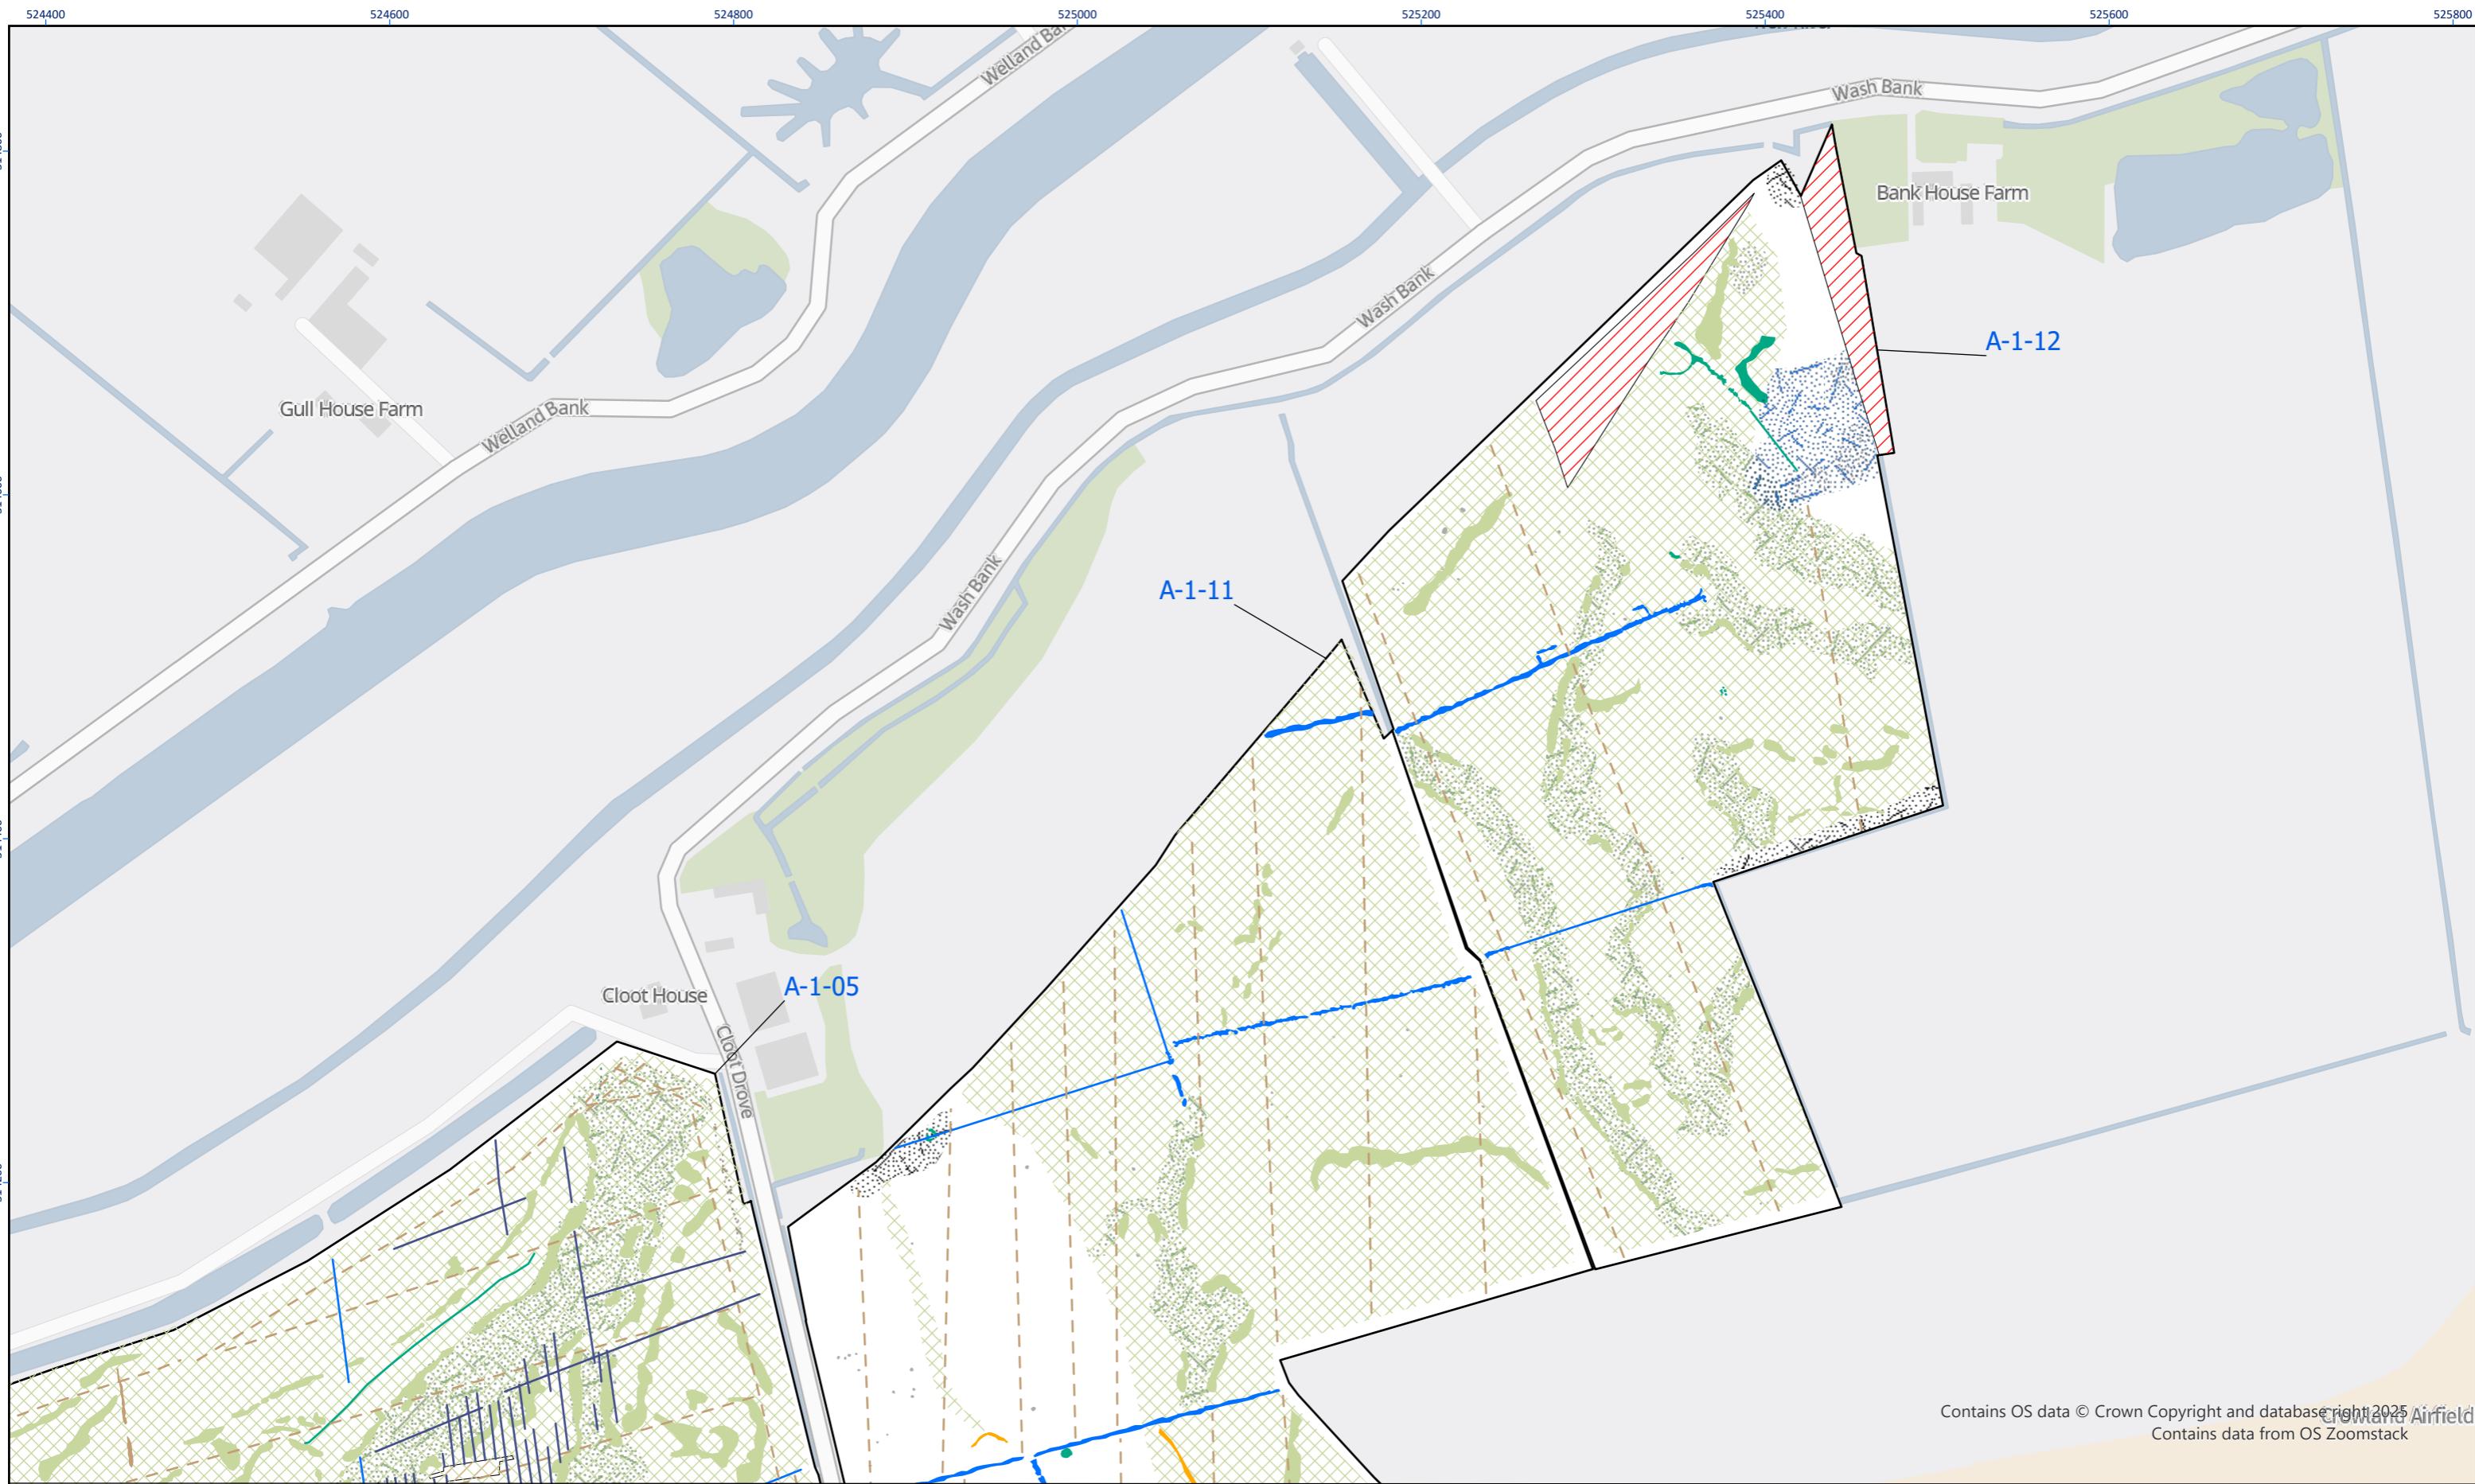 524400
524600
524800
525000
525200
525400
525600
525800
Welland Bank
Wash Bank
Bank House Farm
A-1-12
Wash Bank
Gull House Farm
Welland Bank
A-1-11
Wash Bank
Cloot House
A-1-05
Cloot Drove
Contains OS data © Crown Copyright and database right 2025
Crowland Airfield
Contains data from OS Zoomstack